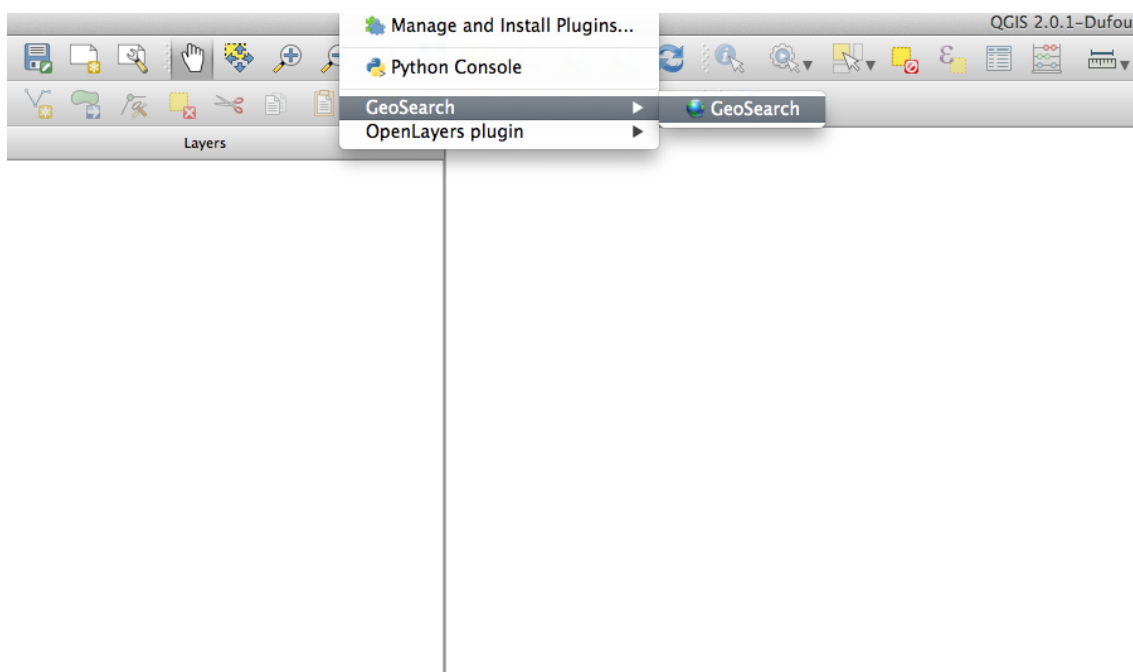 Manage and Install Plugins...
QGIS 2.0.1-Dufou
Python Console
GeoSearch
GeoSearch
OpenLayers plugin
Layers